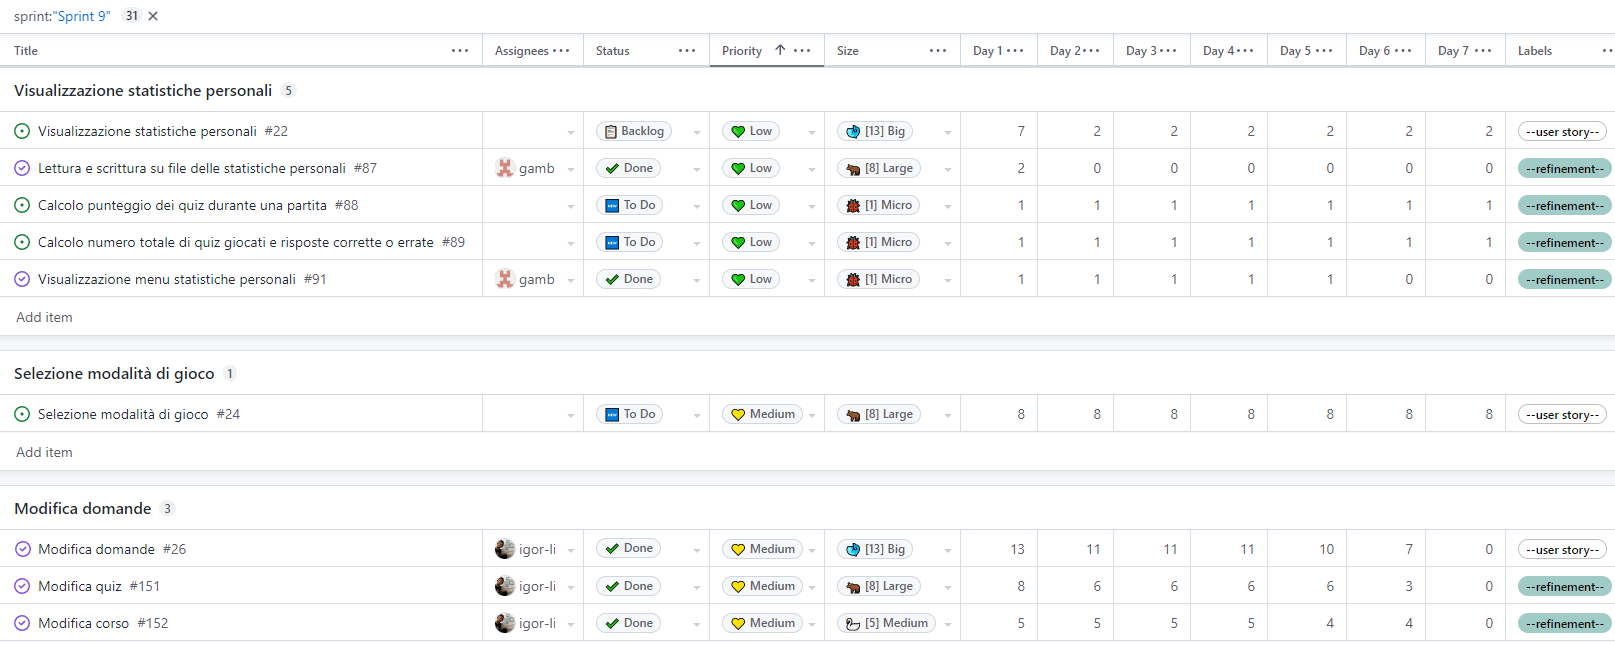 sprint:"Sprint 9" 31
Title Assignees Status Priority Size Day 1 Day 2 Day 3 Day 4 Day 5 Day 6 Day 7 Labels
Visualizzazione statistiche personali 5
Visualizzazione statistiche personali #22 Backlog Low [13] Big 7 2 2 2 2 2 2 --user story--
Lettura e scrittura su file delle statistiche personali #87 gamb Done Low [8] Large 2 0 0 0 0 0 0 --refinement--
Calcolo punteggio dei quiz durante una partita #88 NEW To Do Low [1] Micro 1 1 1 1 1 1 1 --refinement--
Calcolo numero totale di quiz giocati e risposte corrette o errate #89 NEW To Do Low [1] Micro 1 1 1 1 1 1 1 --refinement--
Visualizzazione menu statistiche personali #91 gamb Done Low [1] Micro 1 1 1 1 1 0 0 --refinement--
Add item
Selezione modalità di gioco 1
Selezione modalità di gioco #24 NEW To Do Medium [8] Large 8 8 8 8 8 8 8 --user story--
Add item
Modifica domande 3
Modifica domande #26 igor-li Done Medium [13] Big 13 11 11 11 10 7 0 --user story--
Modifica quiz #151 igor-li Done Medium [8] Large 8 6 6 6 6 3 0 --refinement--
Modifica corso #152 igor-li Done Medium [5] Medium 5 5 5 5 4 4 0 --refinement--